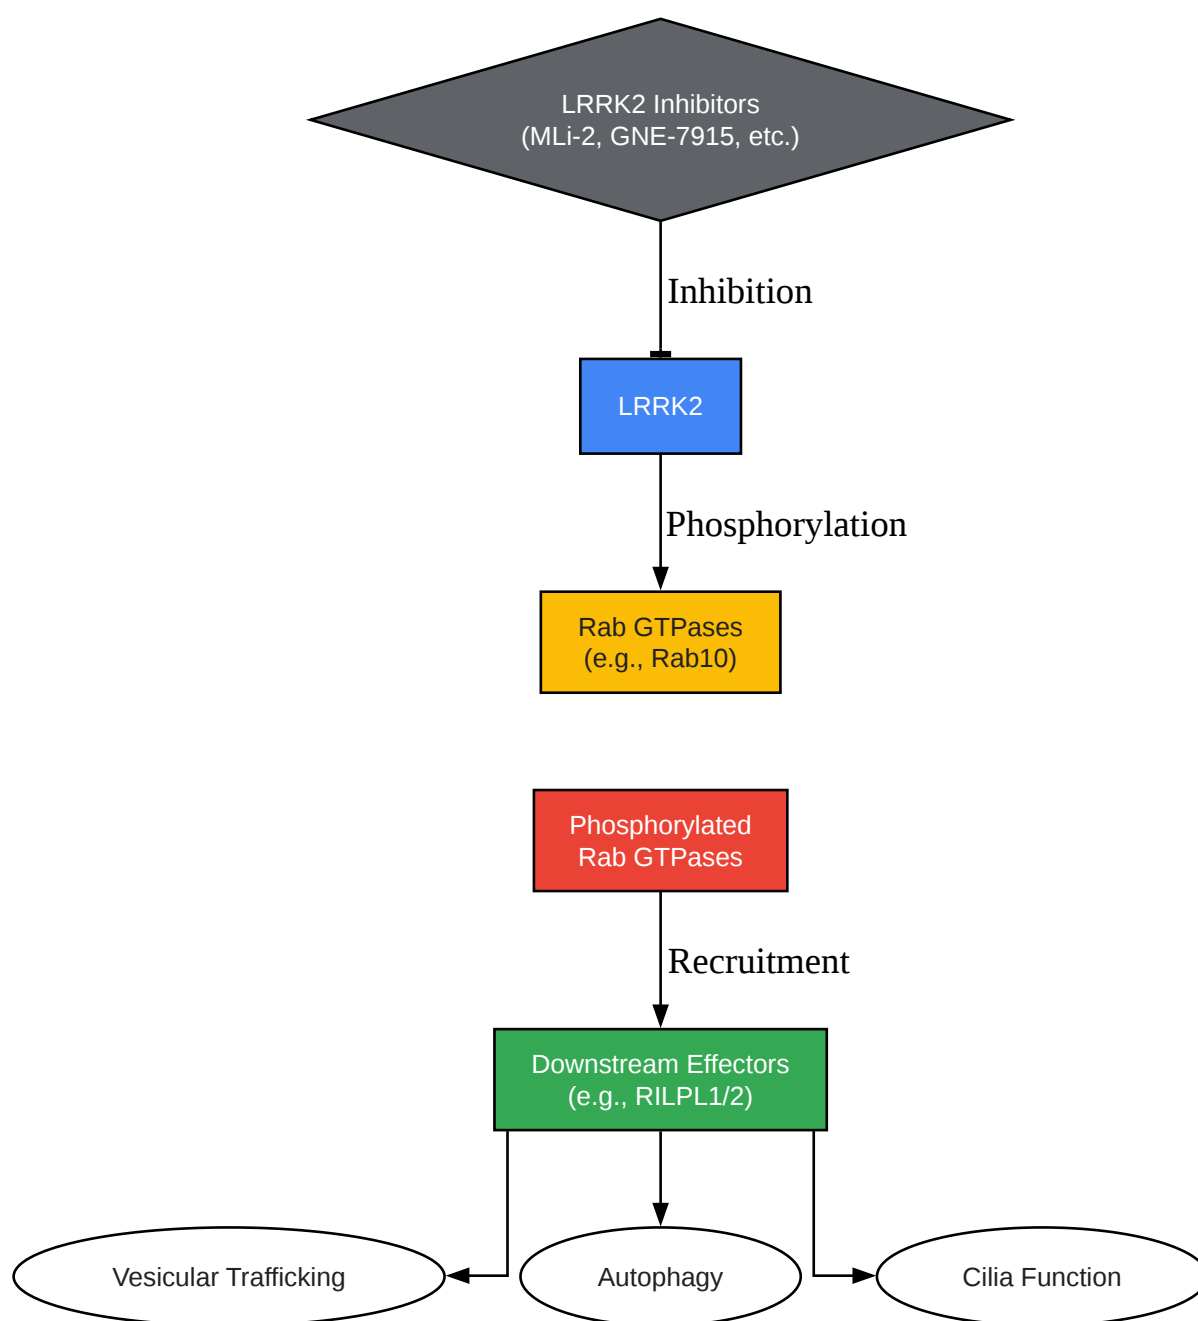 LRRK2 Inhibitors
(MLi-2, GNE-7915, etc.)
Inhibition
LRRK2
Phosphorylation
Rab GTPases
(e.g., Rab10)
Phosphorylated
Rab GTPases
Recruitment
Downstream Effectors
(e.g., RILPL1/2)
Vesicular Trafficking
Autophagy
Cilia Function